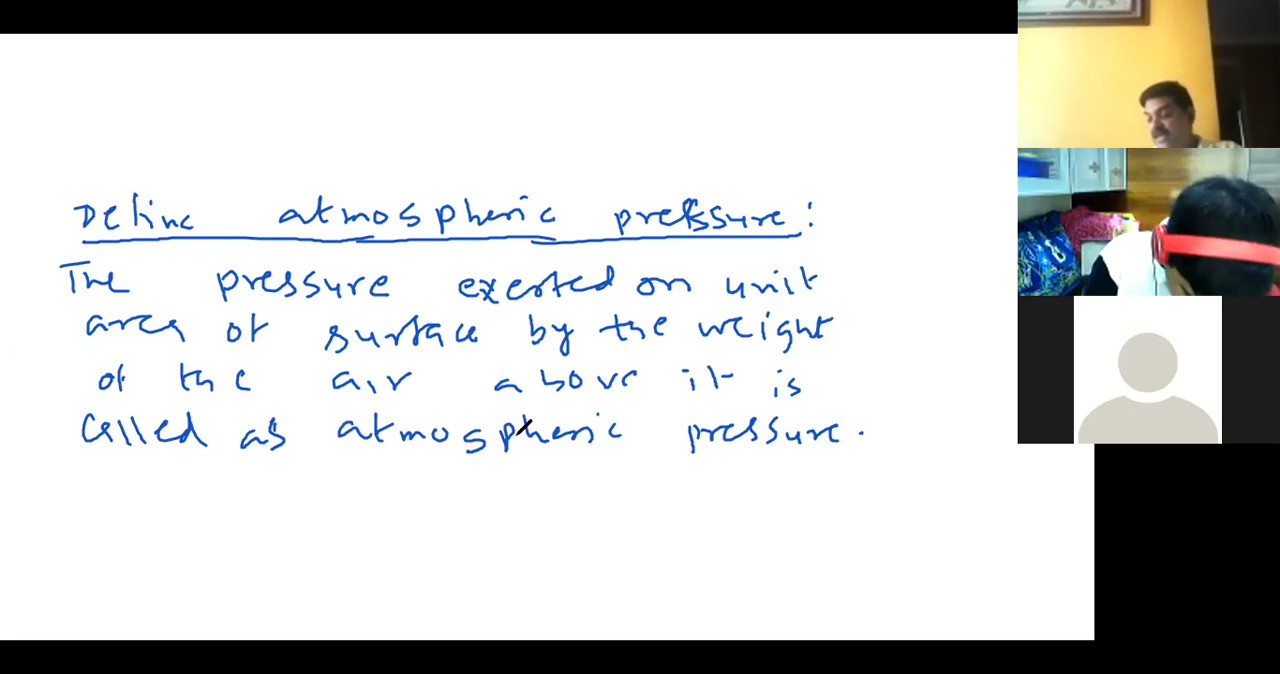 Define atmospheric pressure:
The pressure exerted on unit
area of surface by the weight
of the air above it is
called as atmospheric pressure.